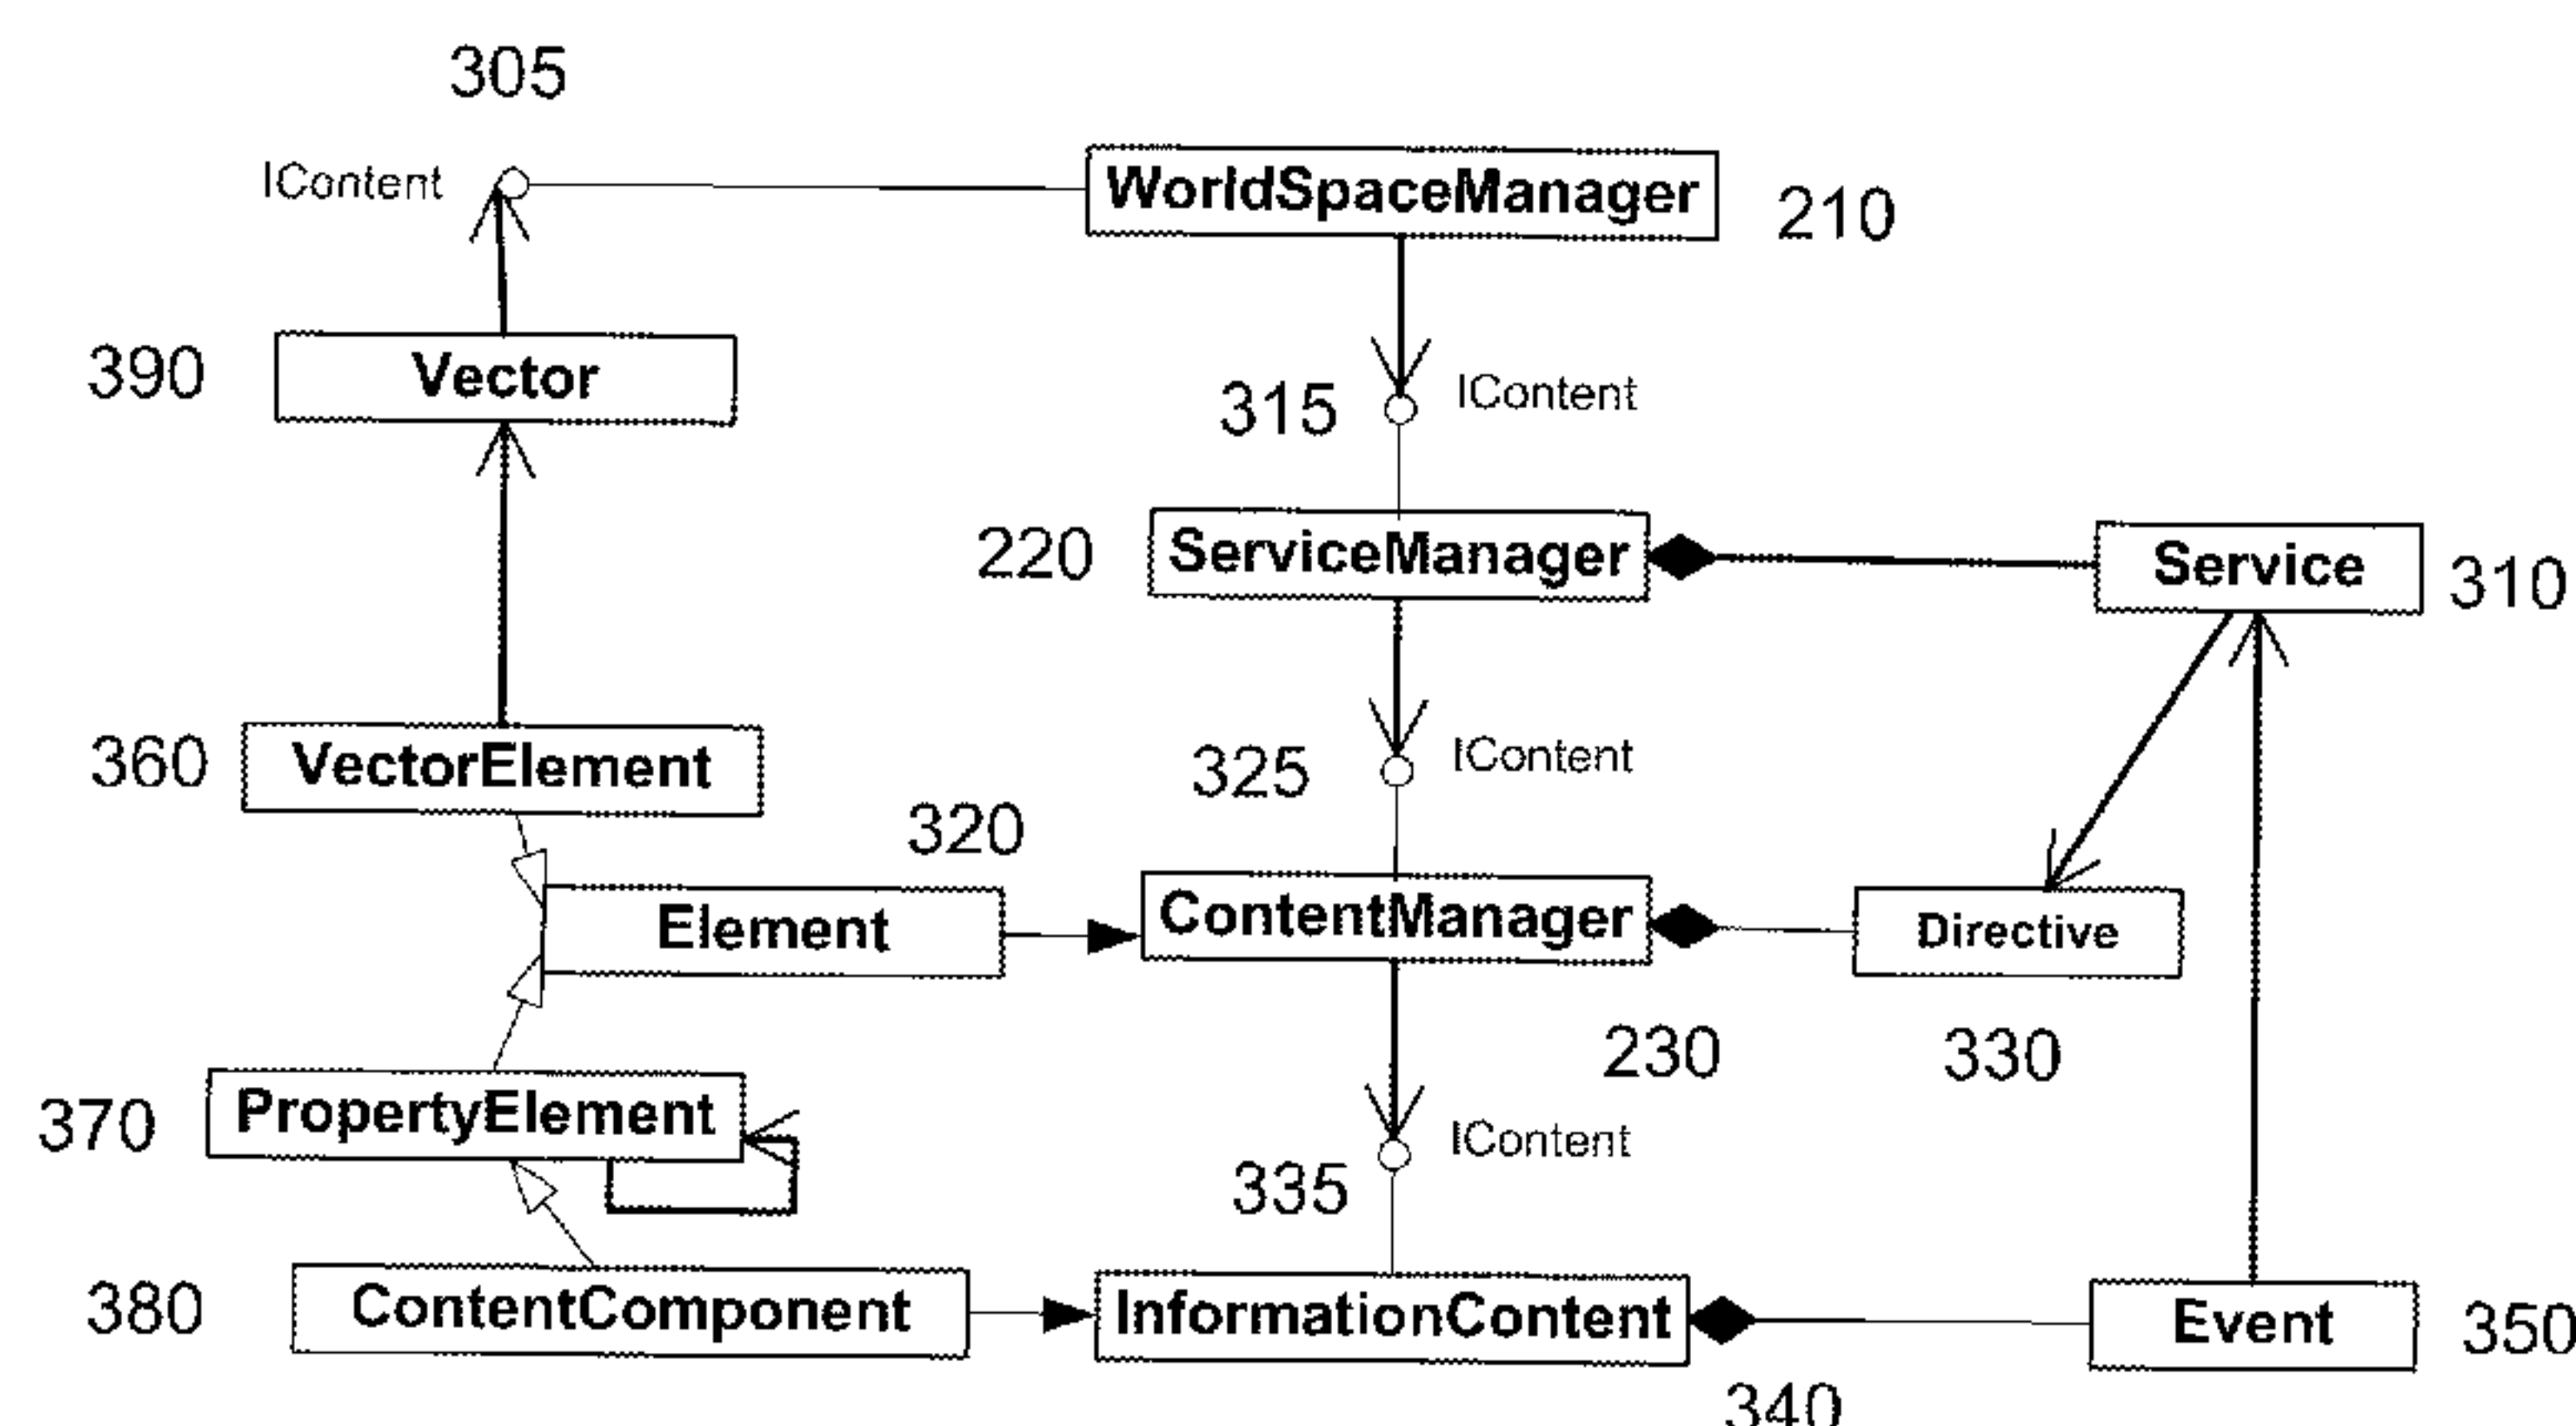 305
IContent
WorldSpaceManager
210
390
Vector
315
IContent
220
ServiceManager
Service
310
360
VectorElement
325
IContent
320
Element
ContentManager
Directive
230
330
370
PropertyElement
335
IContent
380
ContentComponent
InformationContent
Event
350
340